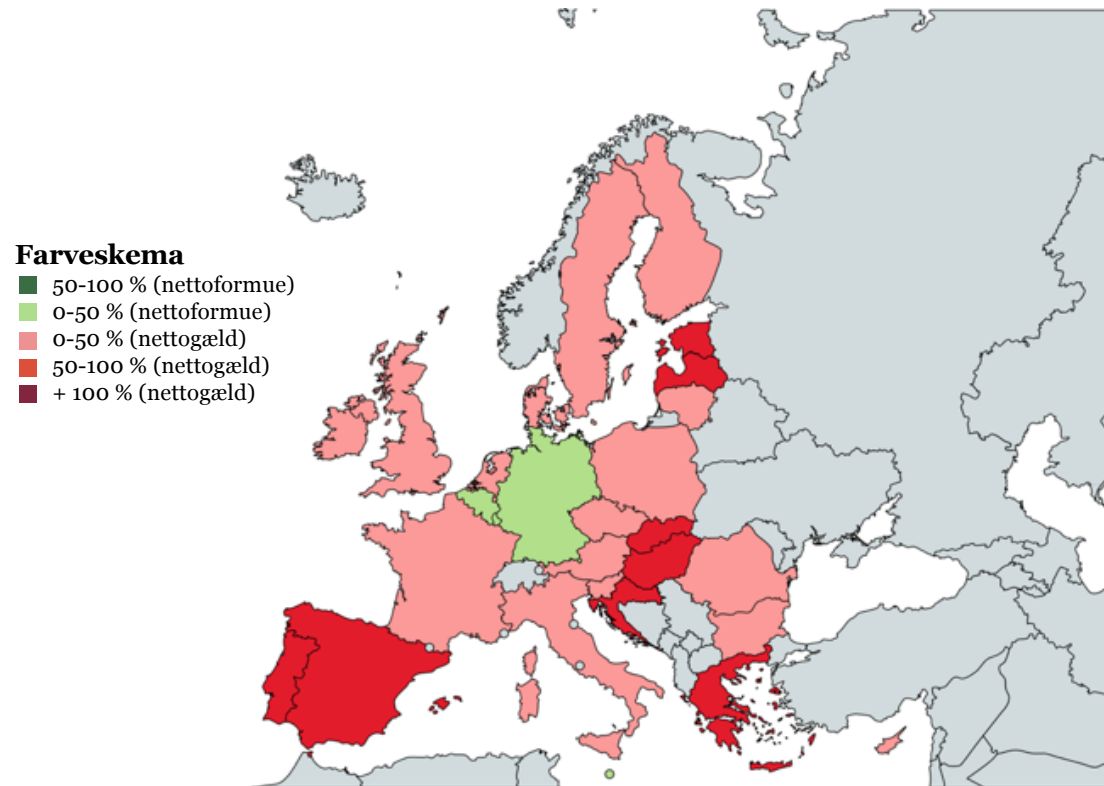 Farveskema
50-100 % (nettoformue)
0-50 % (nettoformue)
0-50 % (nettogæld)
50-100 % (nettogæld)
+ 100 % (nettogæld)